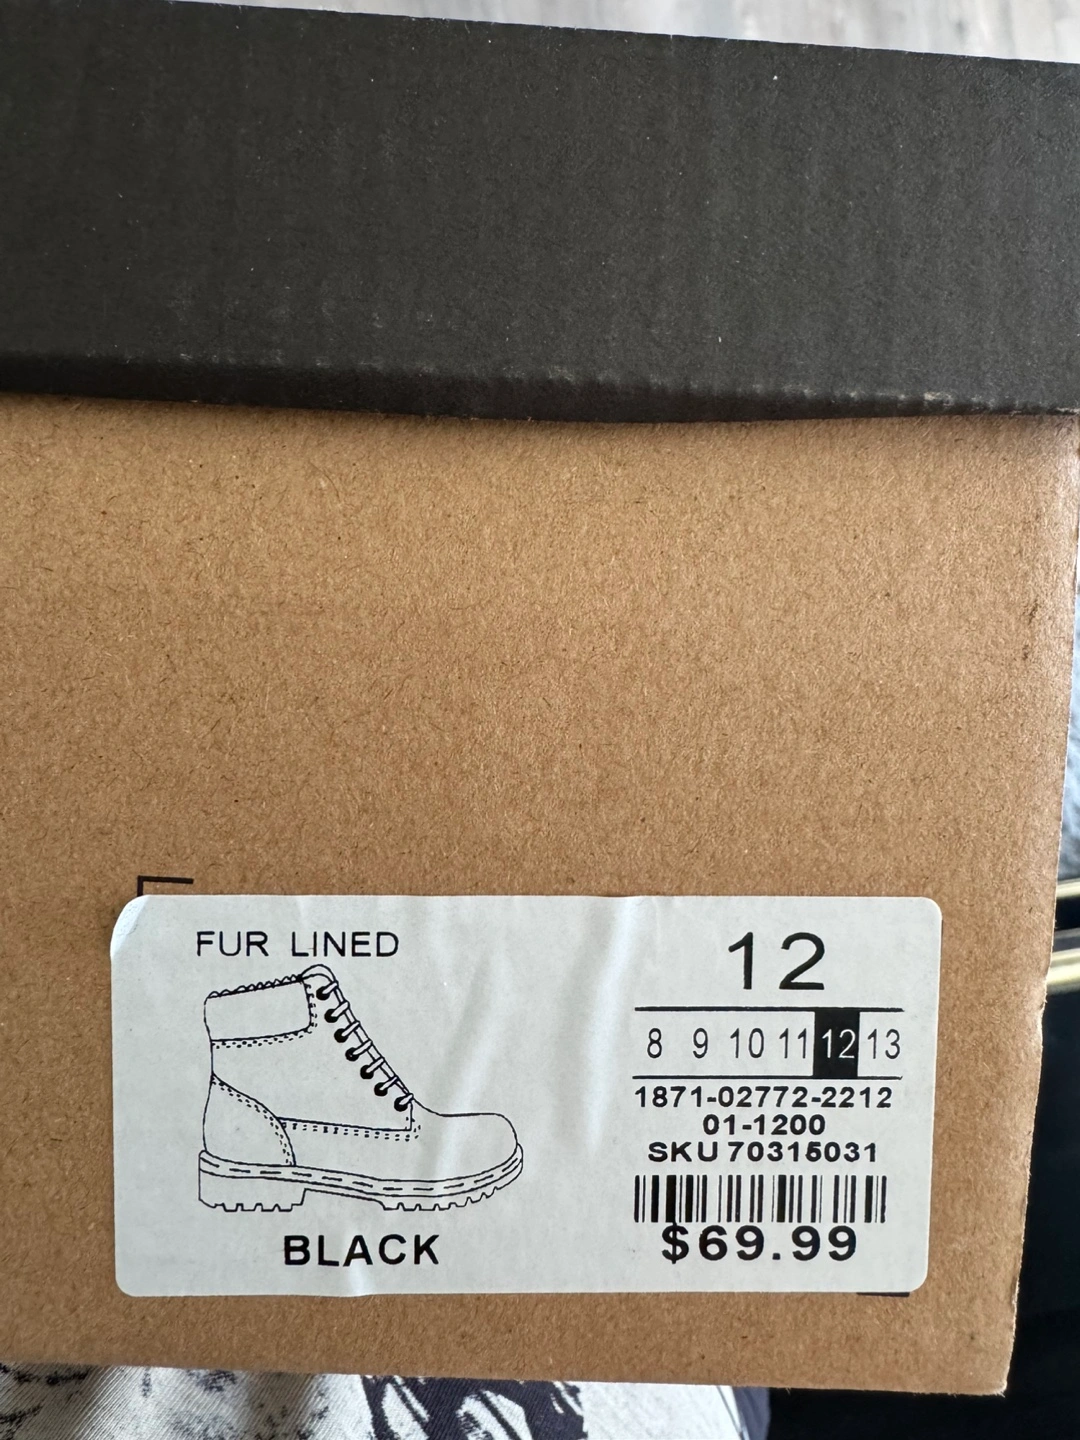 FUR LINED
BLACK
12
8 9 10 11 12 13
1871-02772-2212
01-1200
SKU 70315031
$69.99